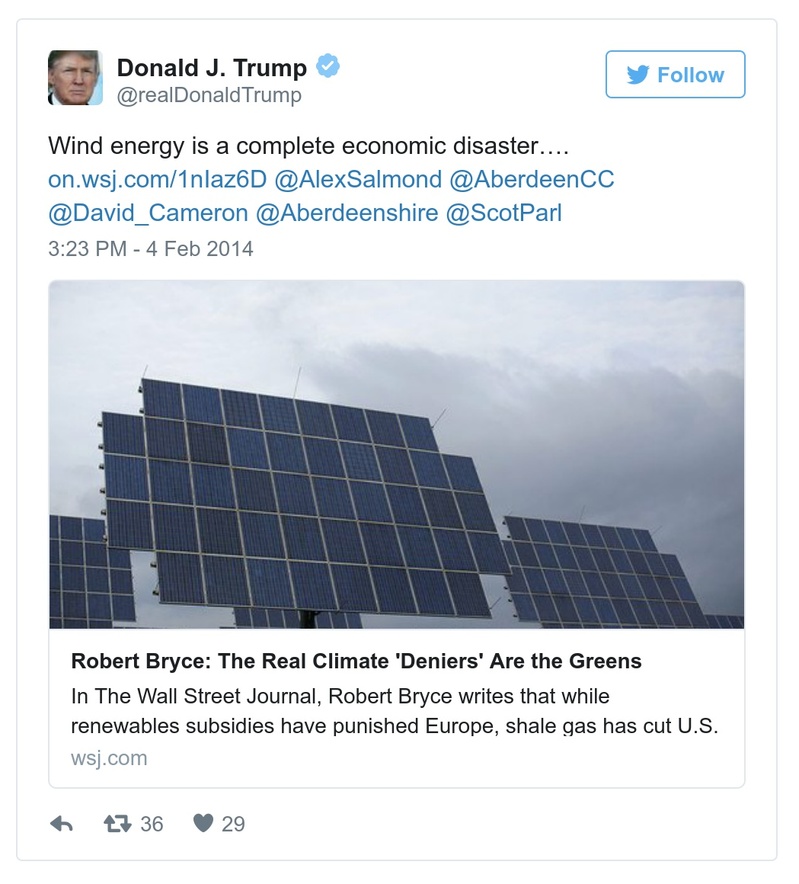 Donald J. Trump
@realDonaldTrump
Follow
Wind energy is a complete economic disaster….
on.wsj.com/1nIaz6D @AlexSalmond @AberdeenCC
@David_Cameron @Aberdeenshire @ScotParl
3:23 PM - 4 Feb 2014
Robert Bryce: The Real Climate 'Deniers' Are the Greens
In The Wall Street Journal, Robert Bryce writes that while
renewables subsidies have punished Europe, shale gas has cut U.S.
wsj.com
36
29